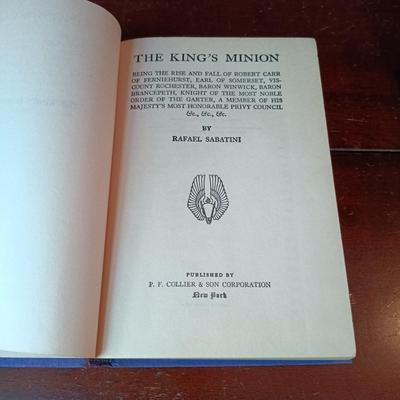 THE KING'S MINION
BEING THE RISE AND FALL OF ROBERT CARR
OF FERNIEHURST, EARL OF SOMERSET, VIS-
COUNT ROCHESTER, BARON WINWICK, BARON
BRANCEPETH, KNIGHT OF THE MOST NOBLE
ORDER OF THE GARTER, A MEMBER OF HIS
MAJESTY'S MOST HONORABLE PRIVY COUNCIL
&c., &c., &c.
BY
RAFAEL SABATINI
PUBLISHED BY
P. F. COLLIER & SON CORPORATION
New York